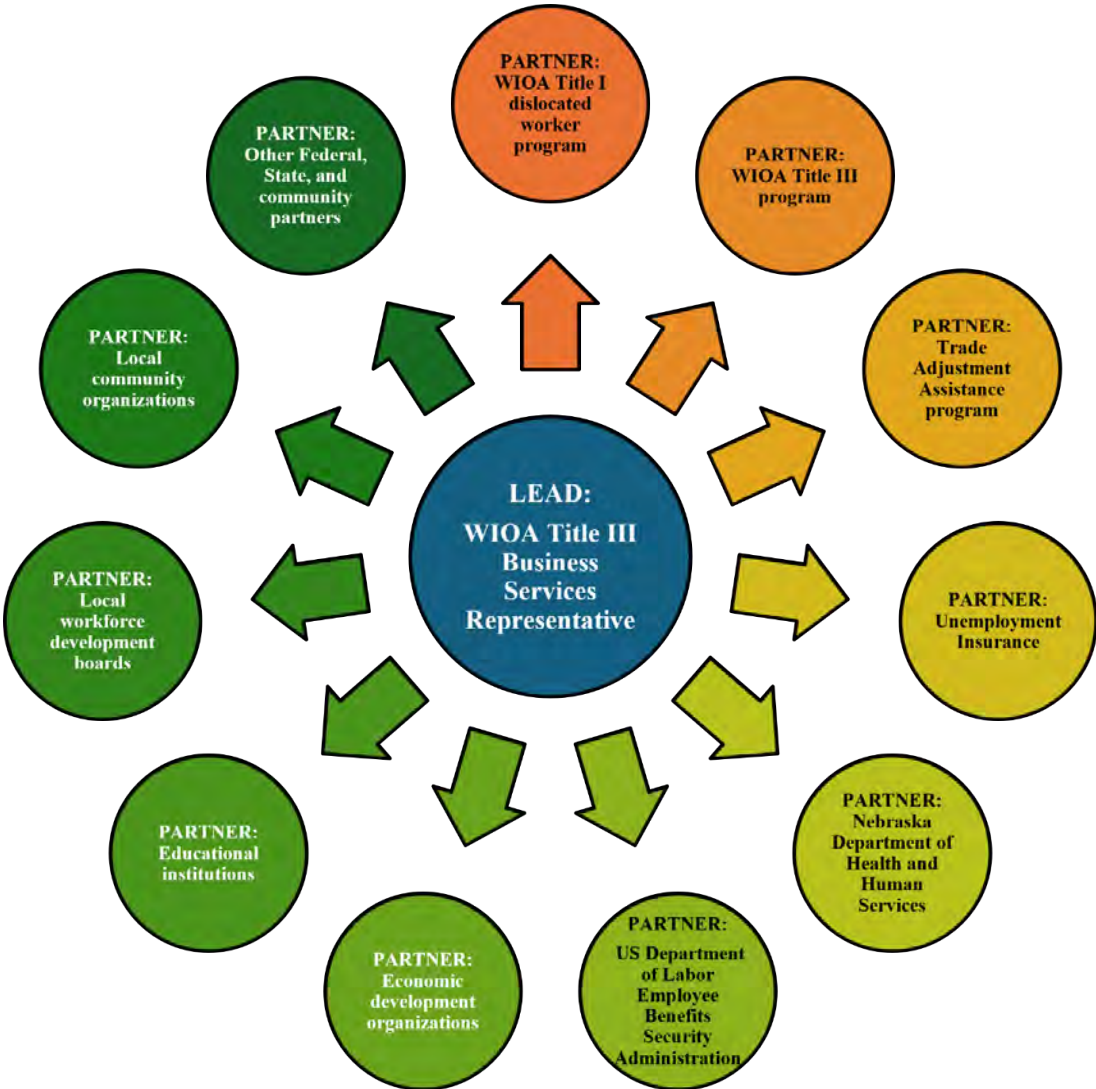 LEAD:
WIOA Title III
Business
Services
Representative
PARTNER:
WIOA Title I
dislocated
worker
program
PARTNER:
WIOA Title III
program
PARTNER:
Trade
Adjustment
Assistance
program
PARTNER:
Unemployment
Insurance
PARTNER:
Nebraska
Department of
Health and
Human
Services
PARTNER:
US Department
of Labor
Employee
Benefits
Security
Administration
PARTNER:
Economic
development
organizations
PARTNER:
Educational
institutions
PARTNER:
Local
workforce
development
boards
PARTNER:
Local
community
organizations
PARTNER:
Other Federal,
State, and
community
partners